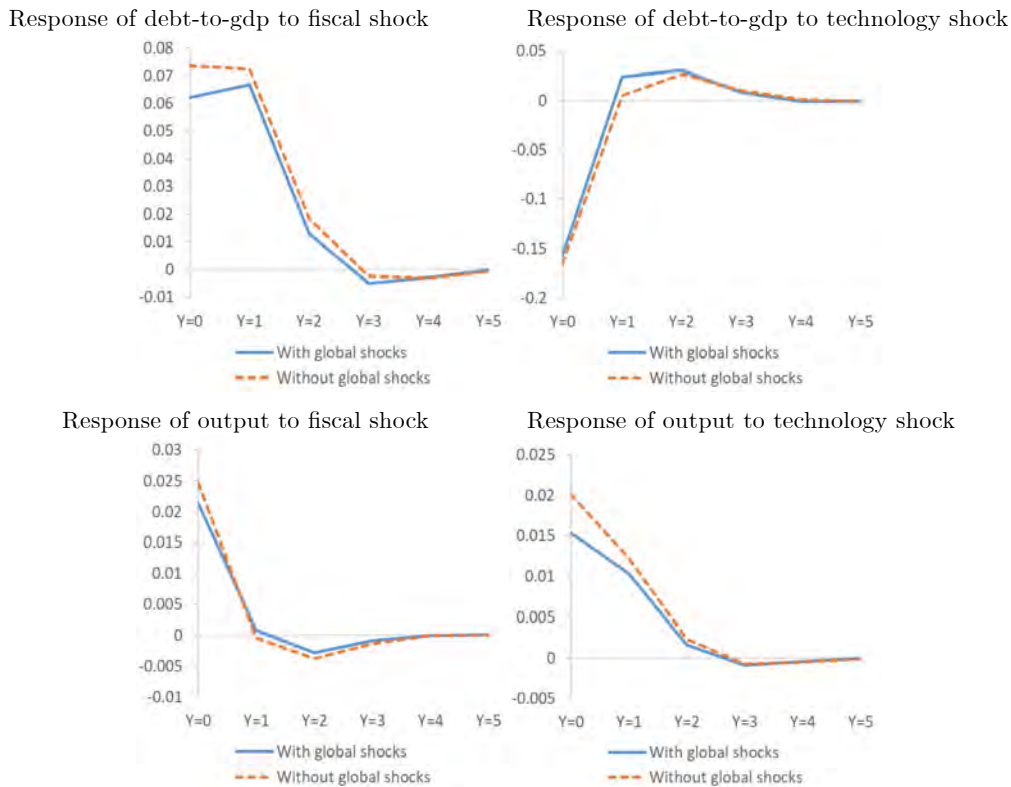 Response of debt-to-gdp to fiscal shock
0.08
0.07
0.06
0.05
0.04
0.03
0.02
0.01
0
-0.01
Y=0 Y=1 Y=2 Y=3 Y=4 Y=5
With global shocks
Without global shocks
Response of debt-to-gdp to technology shock
0.05
0
-0.05
-0.1
-0.15
-0.2
Y=0 Y=1 Y=2 Y=3 Y=4 Y=5
With global shocks
Without global shocks
Response of output to fiscal shock
0.03
0.025
0.02
0.015
0.01
0.005
0
-0.005
-0.01
Y=0 Y=1 Y=2 Y=3 Y=4 Y=5
With global shocks
Without global shocks
Response of output to technology shock
0.025
0.02
0.015
0.01
0.005
0
-0.005
Y=0 Y=1 Y=2 Y=3 Y=4 Y=5
With global shocks
Without global shocks